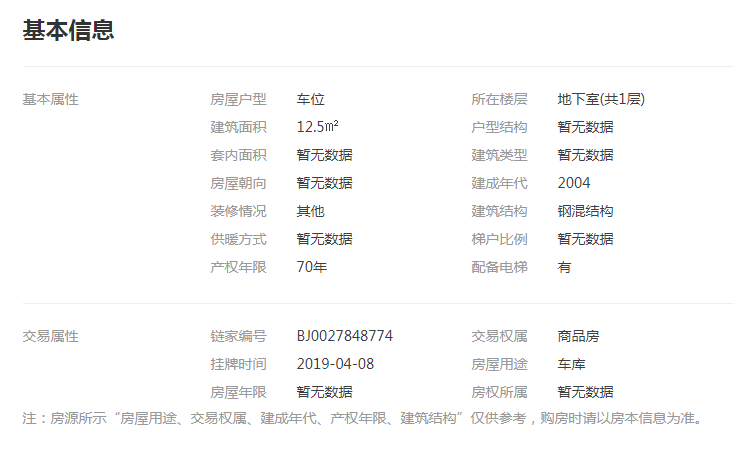 基本信息
基本属性 房屋户型 车位 所在楼层 地下室(共1层)
建筑面积 12.5㎡ 户型结构 暂无数据
套内面积 暂无数据 建筑类型 暂无数据
房屋朝向 暂无数据 建成年代 2004
装修情况 其他 建筑结构 钢混结构
供暖方式 暂无数据 梯户比例 暂无数据
产权年限 70年 配备电梯 有
交易属性 链家编号 BJ0027848774 交易权属 商品房
挂牌时间 2019-04-08 房屋用途 车库
房屋年限 暂无数据 房权所属 暂无数据
注：房源所示“房屋用途、交易权属、建成年代、产权年限、建筑结构”仅供参考，购房时请以房本信息为准。